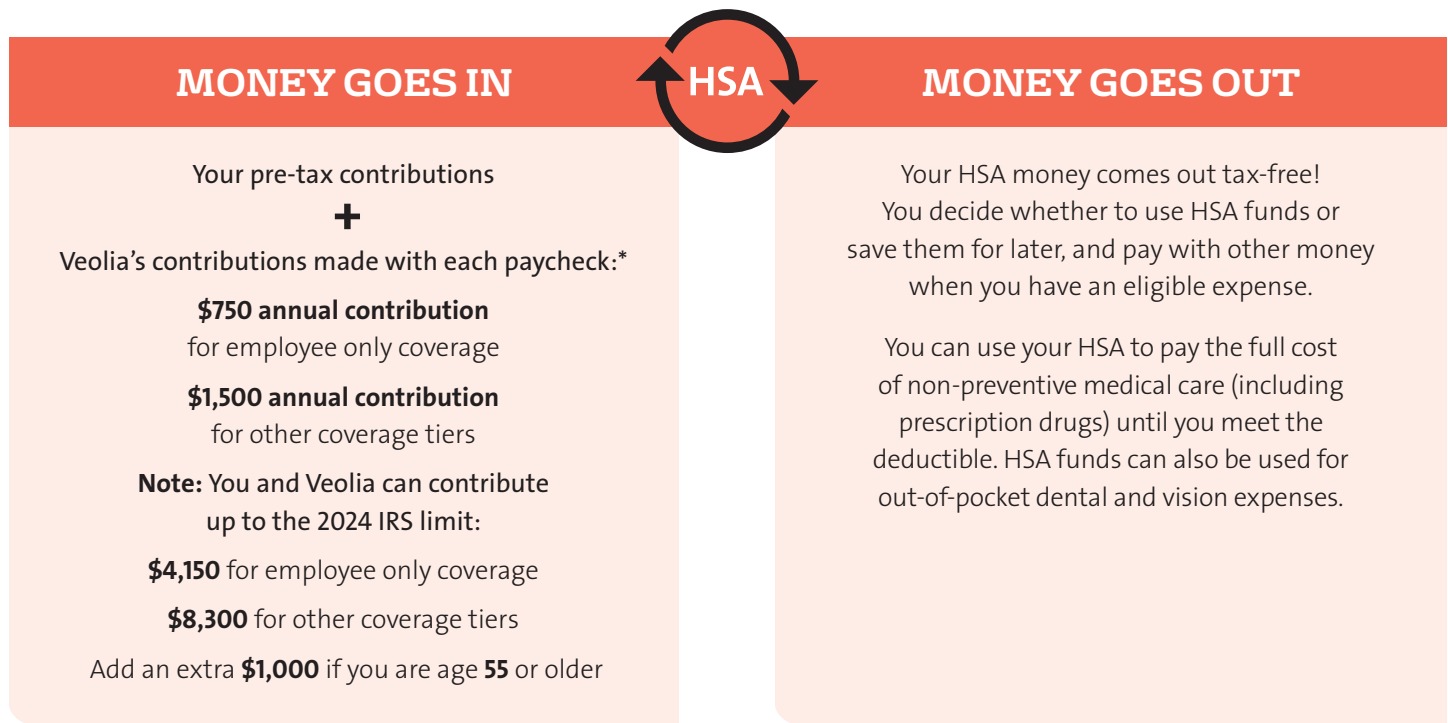 MONEY GOES IN
HSA
MONEY GOES OUT
Your pre-tax contributions
+
Veolia’s contributions made with each paycheck:*
$750 annual contribution
for employee only coverage
$1,500 annual contribution
for other coverage tiers
Note: You and Veolia can contribute
up to the 2024 IRS limit:
$4,150 for employee only coverage
$8,300 for other coverage tiers
Add an extra $1,000 if you are age 55 or older
Your HSA money comes out tax-free!
You decide whether to use HSA funds or
save them for later, and pay with other money
when you have an eligible expense.
You can use your HSA to pay the full cost
of non-preventive medical care (including
prescription drugs) until you meet the
deductible. HSA funds can also be used for
out-of-pocket dental and vision expenses.